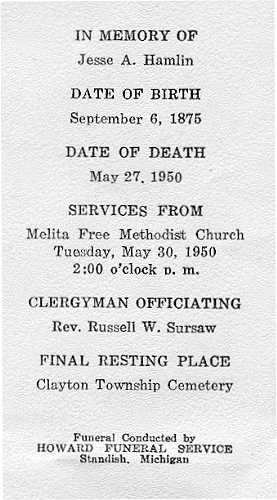 IN MEMORY OF
Jesse A. Hamlin
DATE OF BIRTH
September 6, 1875
DATE OF DEATH
May 27, 1950
SERVICES FROM
Melita Free Methodist Church
Tuesday, May 30, 1950
2:00 o'clock p. m.
CLERGYMAN OFFICIATING
Rev. Russell W. Sursaw
FINAL RESTING PLACE
Clayton Township Cemetery
Funeral Conducted by
HOWARD FUNERAL SERVICE
Standish, Michigan